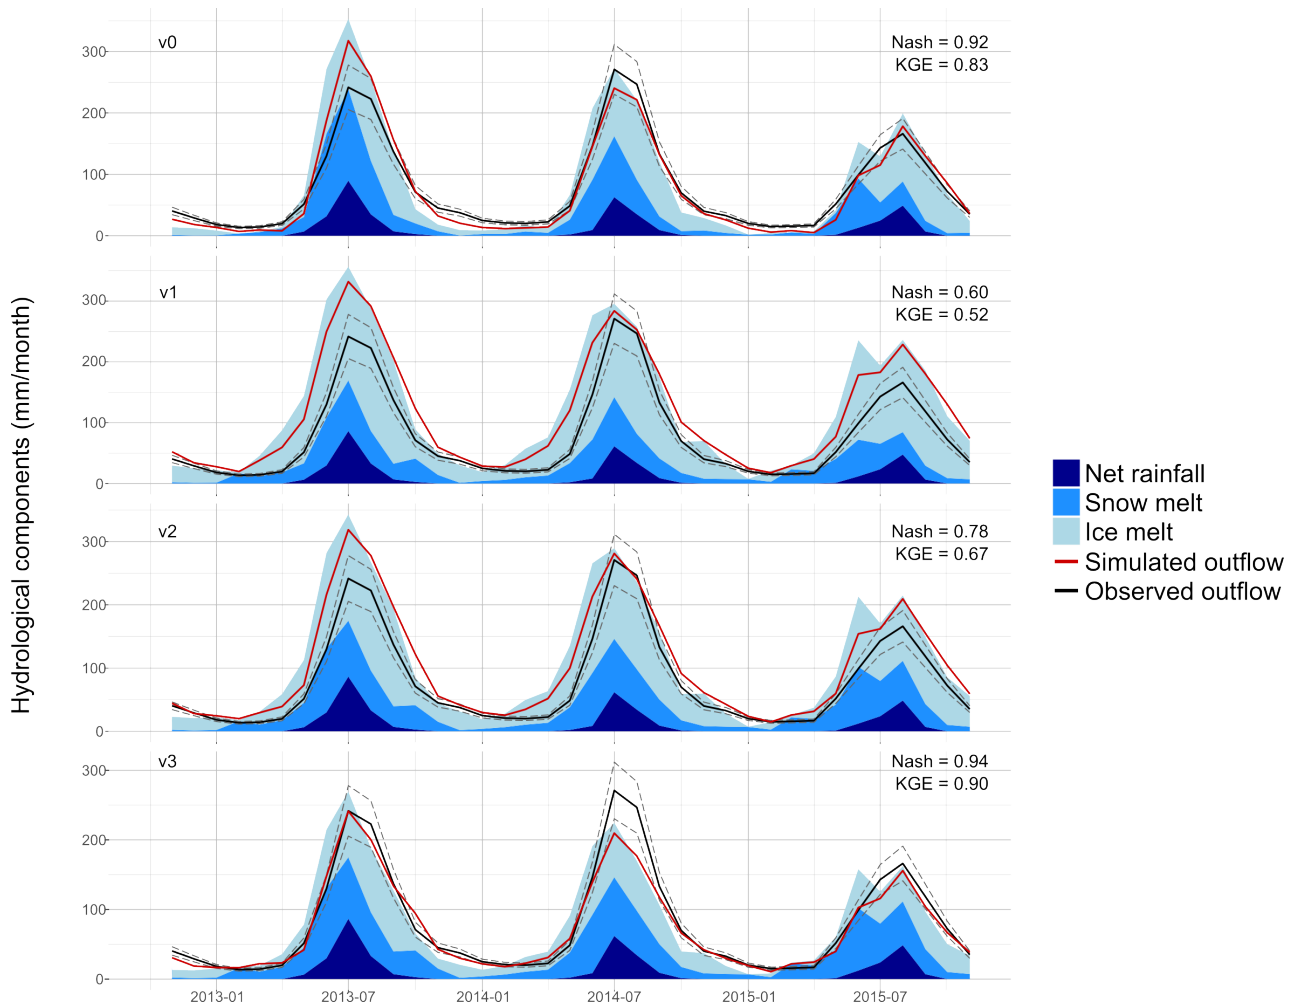 Hydrological components (mm/month)
v0
Nash = 0.92
KGE = 0.83
300
200
100
0
v1
Nash = 0.60
KGE = 0.52
300
200
100
0
v2
Nash = 0.78
KGE = 0.67
300
200
100
0
v3
Nash = 0.94
KGE = 0.90
300
200
100
0
2013-01 2013-07 2014-01 2014-07 2015-01 2015-07
Net rainfall
Snow melt
Ice melt
Simulated outflow
Observed outflow